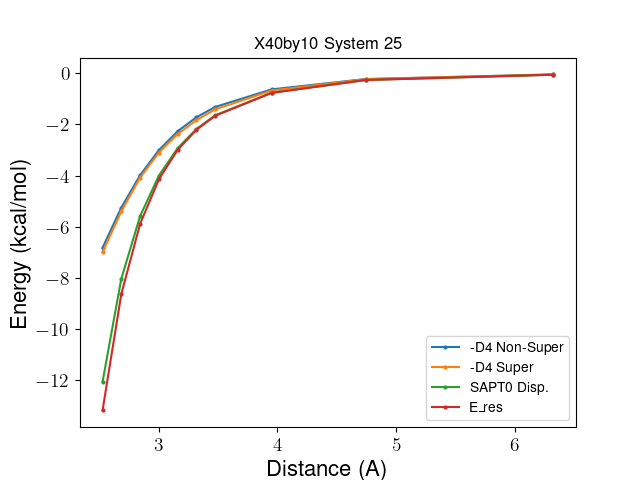 X40by10 System 25
Energy (kcal/mol)
0
−2
−4
−6
−8
−10
−12
3
4
5
6
Distance (A)
-D4 Non-Super
-D4 Super
SAPT0 Disp.
E_res